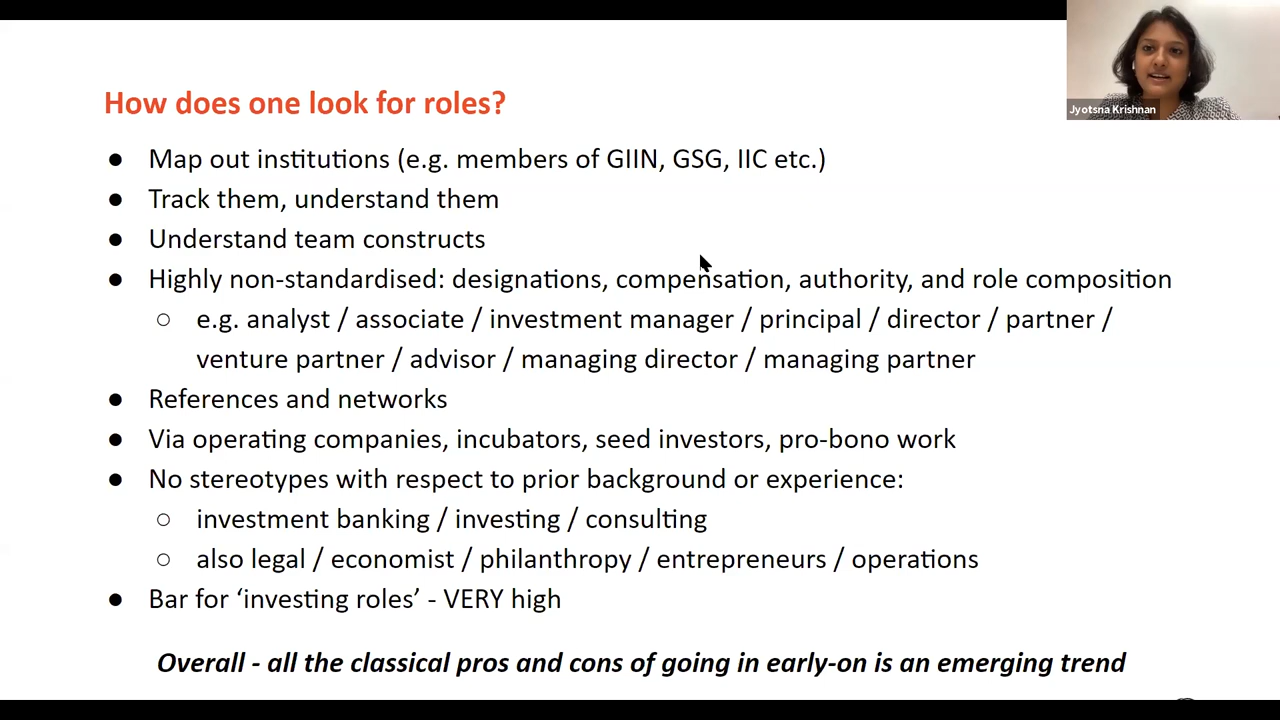 How does one look for roles?
● Map out institutions (e.g. members of GIIN, GSG, IIC etc.)
● Track them, understand them
● Understand team constructs
● Highly non-standardised: designations, compensation, authority, and role composition
○ e.g. analyst / associate / investment manager / principal / director / partner /
venture partner / advisor / managing director / managing partner
● References and networks
● Via operating companies, incubators, seed investors, pro-bono work
● No stereotypes with respect to prior background or experience:
○ investment banking / investing / consulting
○ also legal / economist / philanthropy / entrepreneurs / operations
● Bar for ‘investing roles’ - VERY high
Overall - all the classical pros and cons of going in early-on is an emerging trend
Jyotsna Krishnan